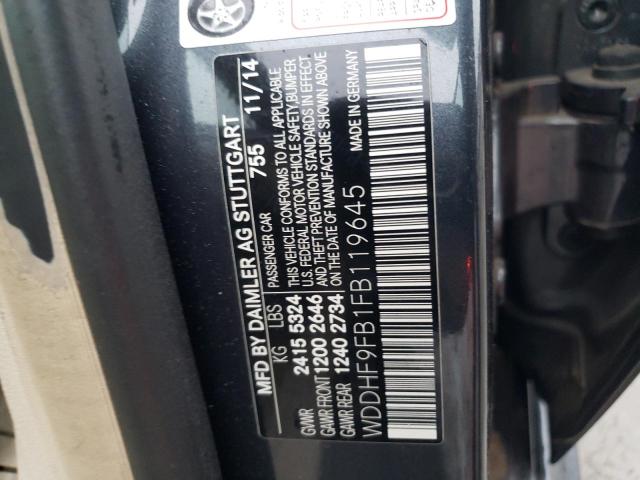 MFD BY DAIMLER AG STUTTGART
PASSENGER CAR 755 11/14
KG LBS THIS VEHICLE CONFORMS TO ALL APPLICABLE
GVWR 2415 5324 U.S. FEDERAL MOTOR VEHICLE SAFETY, BUMPER
GAWR FRONT 1200 2646 AND THEFT PREVENTION STANDARDS IN EFFECT
GAWR REAR 1240 2734 ON THE DATE OF MANUFACTURE SHOWN ABOVE
WDDHF9FB1FB119645 MADE IN GERMANY